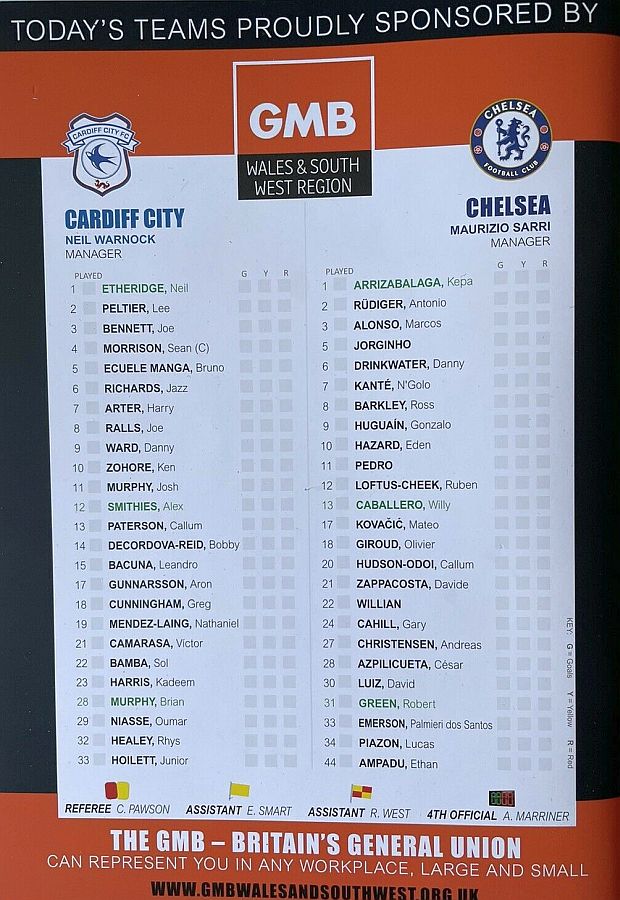 TODAY'S TEAMS PROUDLY SPONSORED BY
GMB
WALES & SOUTH
WEST REGION
CARDIFF CITY FC
CHELSEA
FOOTBALL CLUB
CARDIFF CITY
NEIL WARNOCK
MANAGER
PLAYED G Y R
1 ETHERIDGE, Neil
2 PELTIER, Lee
3 BENNETT, Joe
4 MORRISON, Sean (C)
5 ECUELE MANGA, Bruno
6 RICHARDS, Jazz
7 ARTER, Harry
8 RALLS, Joe
9 WARD, Danny
10 ZOHORE, Ken
11 MURPHY, Josh
12 SMITHIES, Alex
13 PATERSON, Callum
14 DECORDOVA-REID, Bobby
15 BACUNA, Leandro
17 GUNNARSSON, Aron
18 CUNNINGHAM, Greg
19 MENDEZ-LAING, Nathaniel
21 CAMARASA, Víctor
22 BAMBA, Sol
23 HARRIS, Kadeem
28 MURPHY, Brian
29 NIASSE, Oumar
32 HEALEY, Rhys
33 HOILETT, Junior
CHELSEA
MAURIZIO SARRI
MANAGER
PLAYED G Y R
1 ARRIZABALAGA, Kepa
2 RÜDIGER, Antonio
3 ALONSO, Marcos
5 JORGINHO
6 DRINKWATER, Danny
7 KANTÉ, N'Golo
8 BARKLEY, Ross
9 HUGUAÍN, Gonzalo
10 HAZARD, Eden
11 PEDRO
12 LOFTUS-CHEEK, Ruben
13 CABALLERO, Willy
17 KOVAČIĆ, Mateo
18 GIROUD, Olivier
20 HUDSON-ODOI, Callum
21 ZAPPACOSTA, Davide
22 WILLIAN
24 CAHILL, Gary
27 CHRISTENSEN, Andreas
28 AZPILICUETA, César
30 LUIZ, David
31 GREEN, Robert
33 EMERSON, Palmieri dos Santos
34 PIAZON, Lucas
44 AMPADU, Ethan
KEY: G = Goals Y = Yellow R = Red
REFEREE C. PAWSON ASSISTANT E. SMART ASSISTANT R. WEST 4TH OFFICIAL A. MARRINER
THE GMB – BRITAIN'S GENERAL UNION
CAN REPRESENT YOU IN ANY WORKPLACE, LARGE AND SMALL
WWW.GMBWALESANDSOUTHWEST.ORG.UK